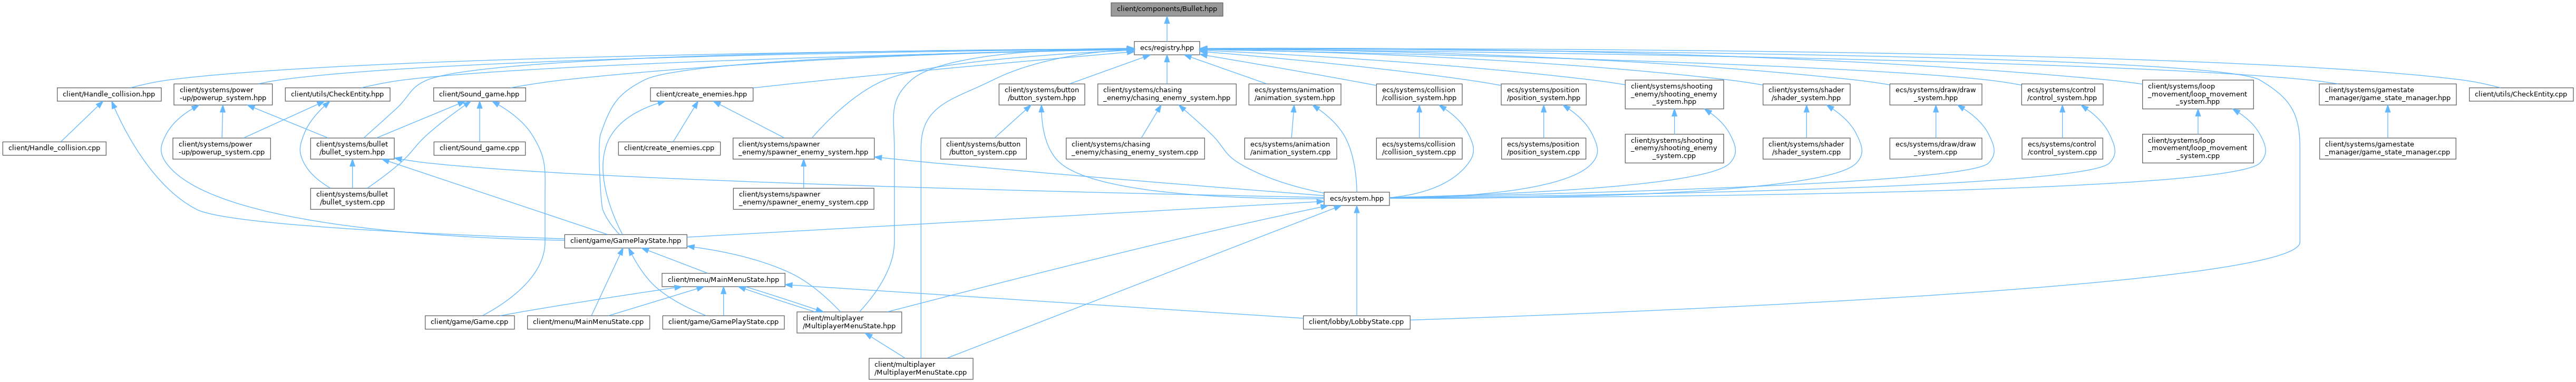 client/components/Bullet.hpp
ecs/registry.hpp
client/Handle_collision.hpp
client/systems/power
-up/powerup_system.hpp
client/utils/CheckEntity.hpp
client/Sound_game.hpp
client/create_enemies.hpp
client/systems/button
/button_system.hpp
client/systems/chasing
_enemy/chasing_enemy_system.hpp
ecs/systems/animation
/animation_system.hpp
ecs/systems/collision
/collision_system.hpp
ecs/systems/position
/position_system.hpp
client/systems/shooting
_enemy/shooting_enemy
_system.hpp
client/systems/shader
/shader_system.hpp
ecs/systems/draw/draw
_system.hpp
ecs/systems/control
/control_system.hpp
client/systems/loop
_movement/loop_movement
_system.hpp
client/systems/gamestate
_manager/game_state_manager.hpp
client/utils/CheckEntity.cpp
client/Handle_collision.cpp
client/systems/power
-up/powerup_system.cpp
client/systems/bullet
/bullet_system.hpp
client/Sound_game.cpp
client/create_enemies.cpp
client/systems/spawner
_enemy/spawner_enemy_system.hpp
client/systems/button
/button_system.cpp
client/systems/chasing
_enemy/chasing_enemy_system.cpp
ecs/systems/animation
/animation_system.cpp
ecs/systems/collision
/collision_system.cpp
ecs/systems/position
/position_system.cpp
client/systems/shooting
_enemy/shooting_enemy
_system.cpp
client/systems/shader
/shader_system.cpp
ecs/systems/draw/draw
_system.cpp
ecs/systems/control
/control_system.cpp
client/systems/loop
_movement/loop_movement
_system.cpp
client/systems/gamestate
_manager/game_state_manager.cpp
client/systems/bullet
/bullet_system.cpp
client/systems/spawner
_enemy/spawner_enemy_system.cpp
ecs/system.hpp
client/game/GamePlayState.hpp
client/menu/MainMenuState.hpp
client/game/Game.cpp
client/menu/MainMenuState.cpp
client/game/GamePlayState.cpp
client/multiplayer
/MultiplayerMenuState.hpp
client/lobby/LobbyState.cpp
client/multiplayer
/MultiplayerMenuState.cpp